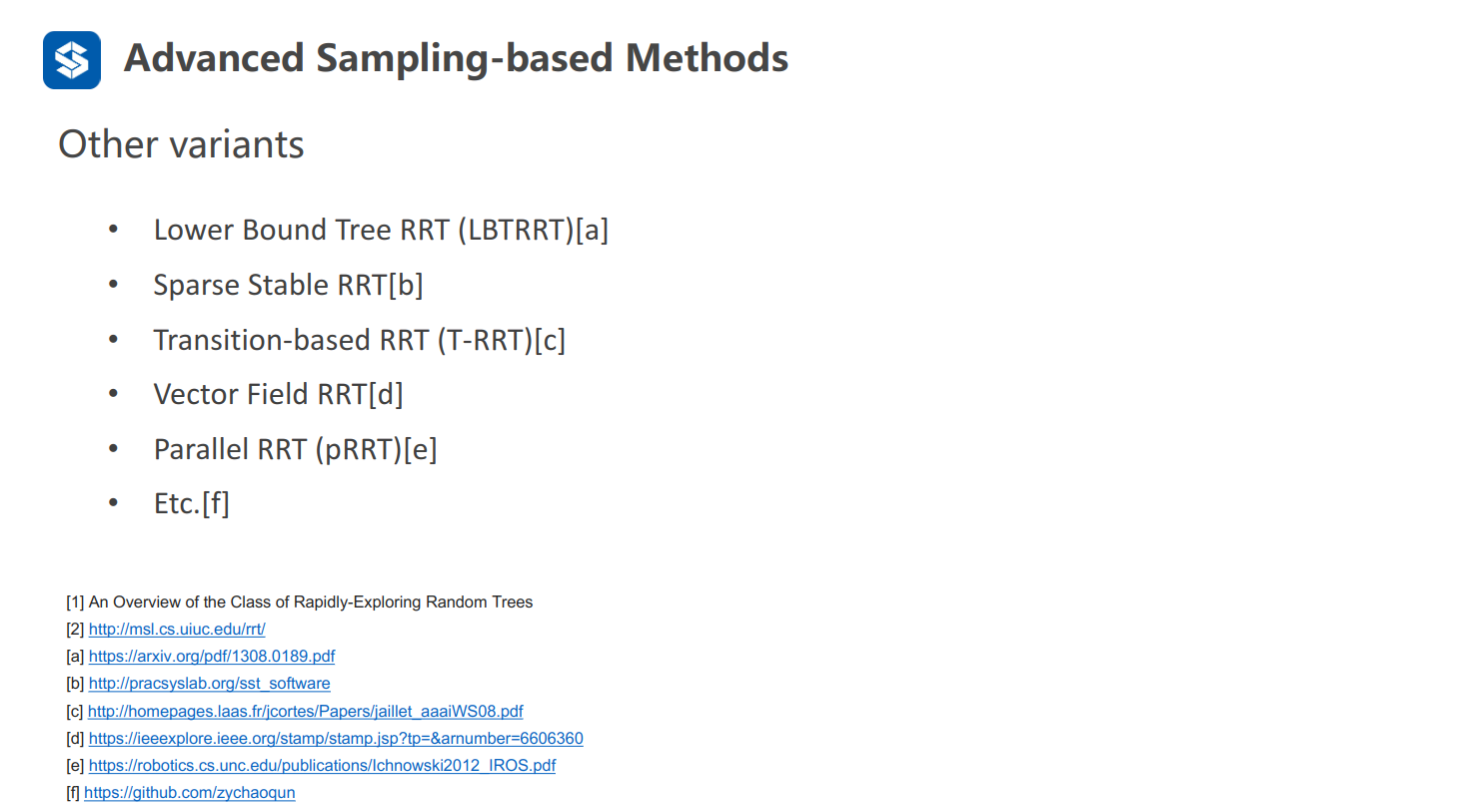 Advanced Sampling-based Methods
Other variants
• Lower Bound Tree RRT (LBTRRT)[a]
• Sparse Stable RRT[b]
• Transition-based RRT (T-RRT)[c]
• Vector Field RRT[d]
• Parallel RRT (pRRT)[e]
• Etc.[f]
[1] An Overview of the Class of Rapidly-Exploring Random Trees
[2] http://msl.cs.uiuc.edu/rrt/
[a] https://arxiv.org/pdf/1308.0189.pdf
[b] http://pracsyslab.org/sst_software
[c] http://homepages.laas.fr/jcortes/Papers/jaillet_aaaiWS08.pdf
[d] https://ieeexplore.ieee.org/stamp/stamp.jsp?tp=&arnumber=6606360
[e] https://robotics.cs.unc.edu/publications/Ichnowski2012_IROS.pdf
[f] https://github.com/zychaoqun